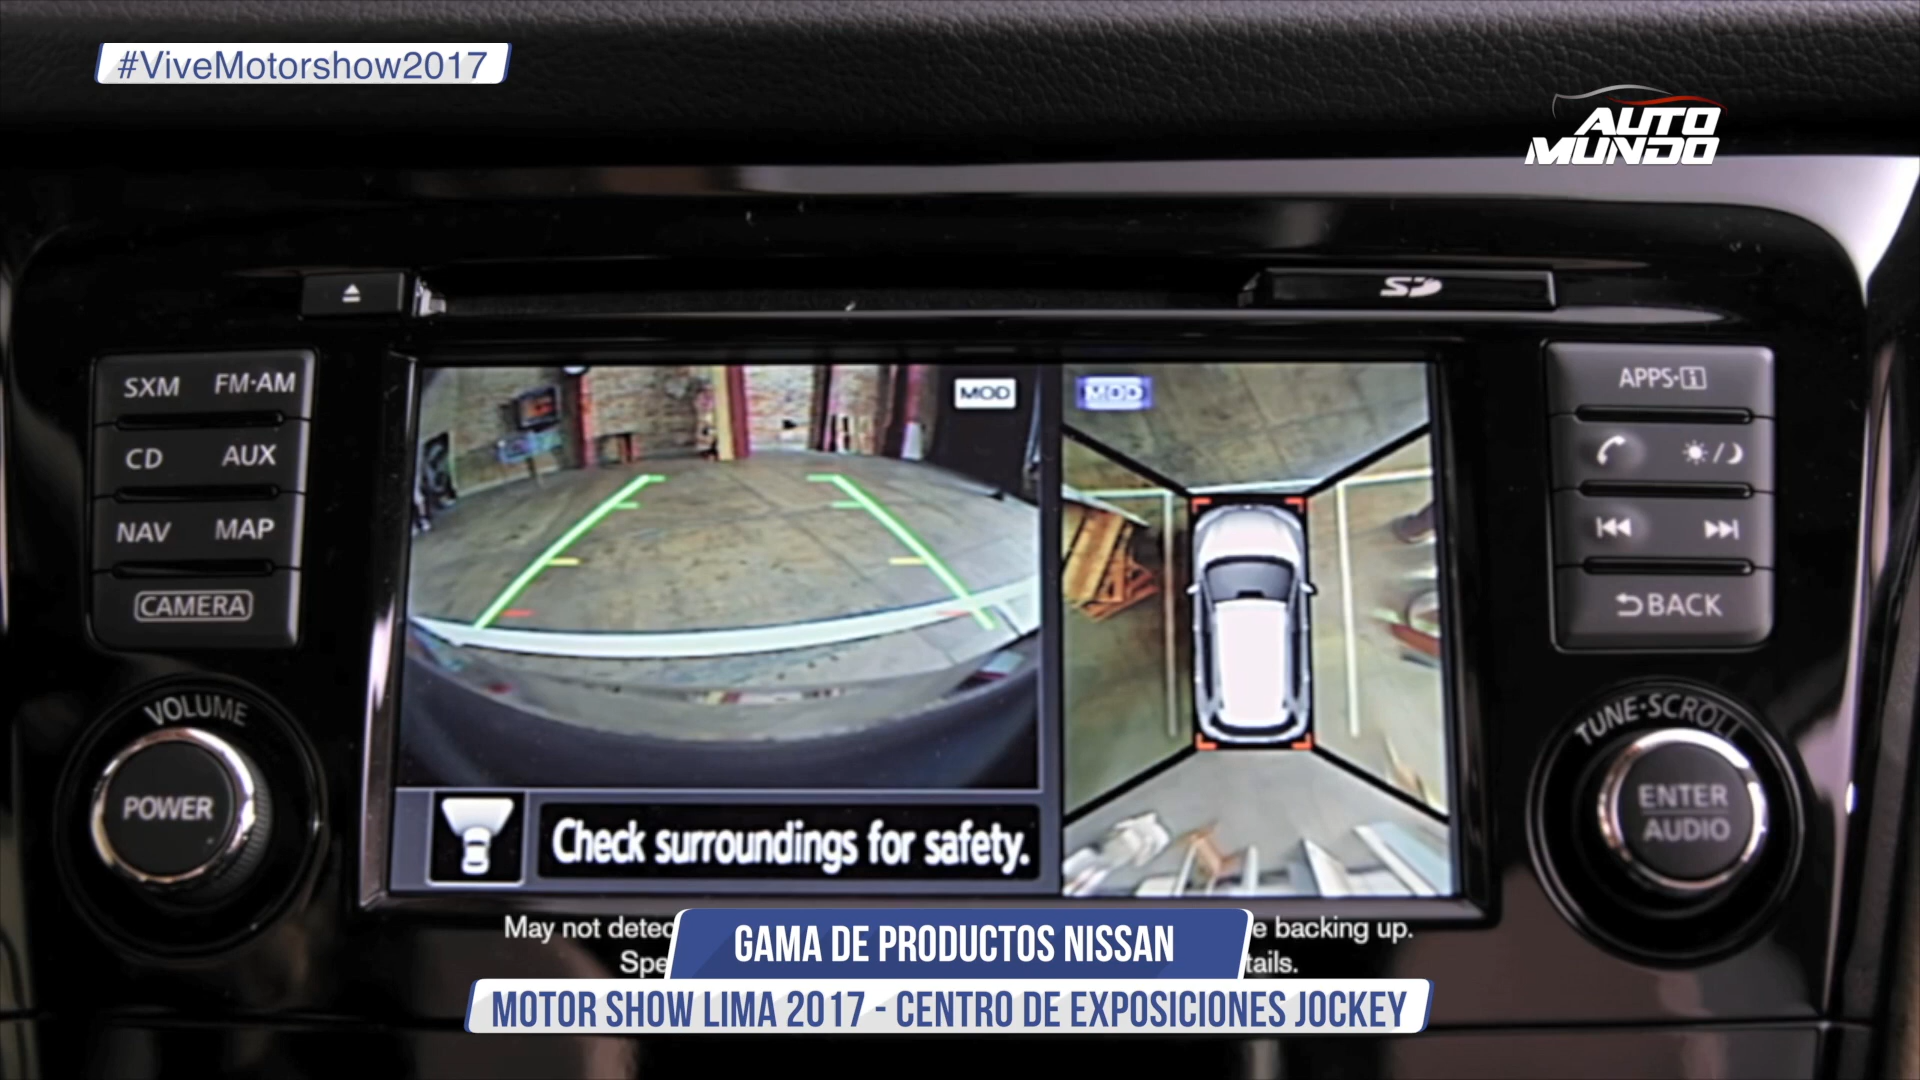 #ViveMotorshow2017
AUTO
MUNDO
SD
SXM FM·AM
CD AUX
NAV MAP
CAMERA
VOLUME
POWER
MOD
MOD
Check surroundings for safety.
APPS·i
BACK
TUNE·SCROLL
ENTER
AUDIO
May not detec
e backing up.
Spe
tails.
GAMA DE PRODUCTOS NISSAN
MOTOR SHOW LIMA 2017 - CENTRO DE EXPOSICIONES JOCKEY